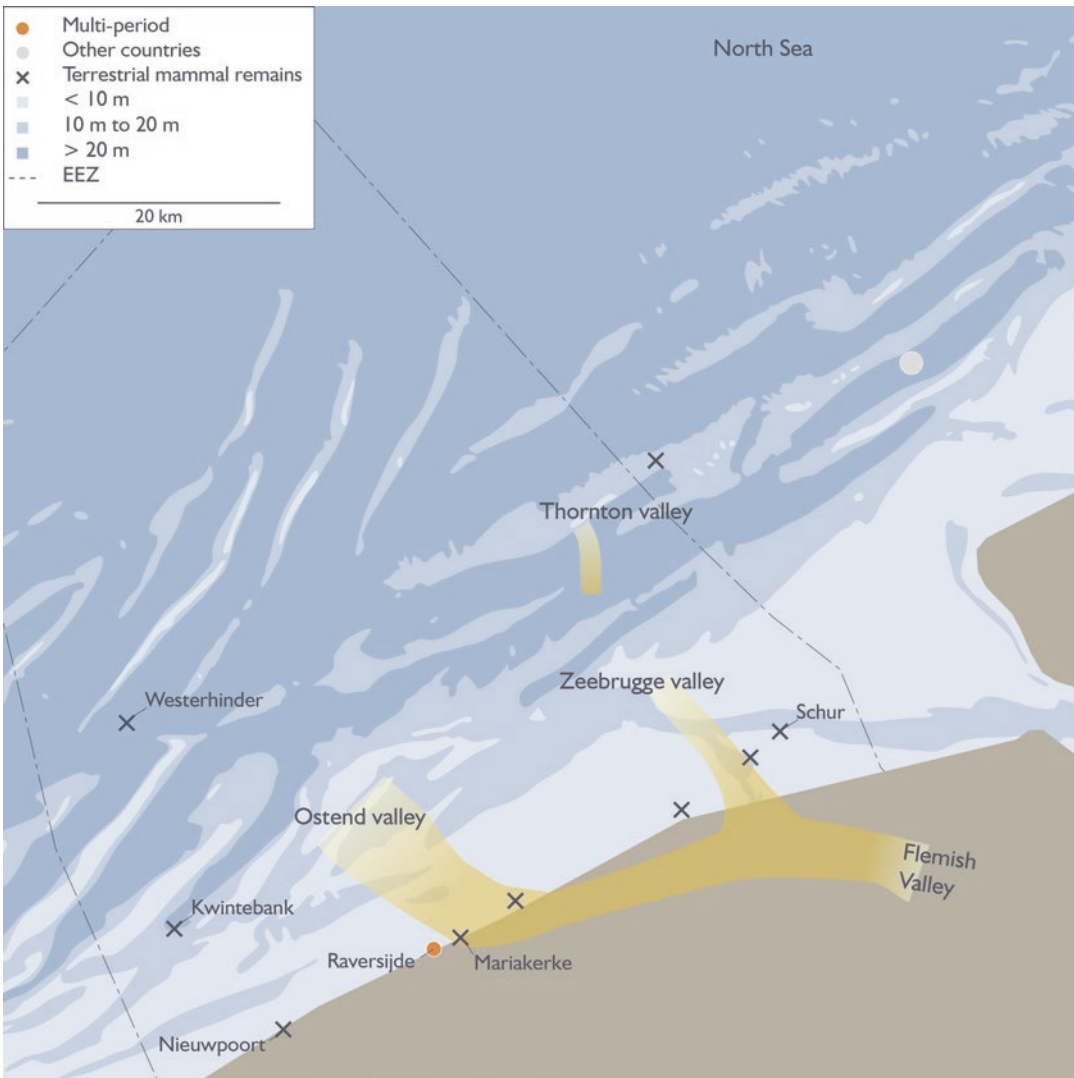 Multi-period
Other countries
Terrestrial mammal remains
< 10 m
10 m to 20 m
> 20 m
EEZ
20 km
North Sea
Thornton valley
Zeebrugge valley
Westerhinder
Schur
Ostend valley
Flemish
Valley
Kwintebank
Raversijde
Mariakerke
Nieuwpoort